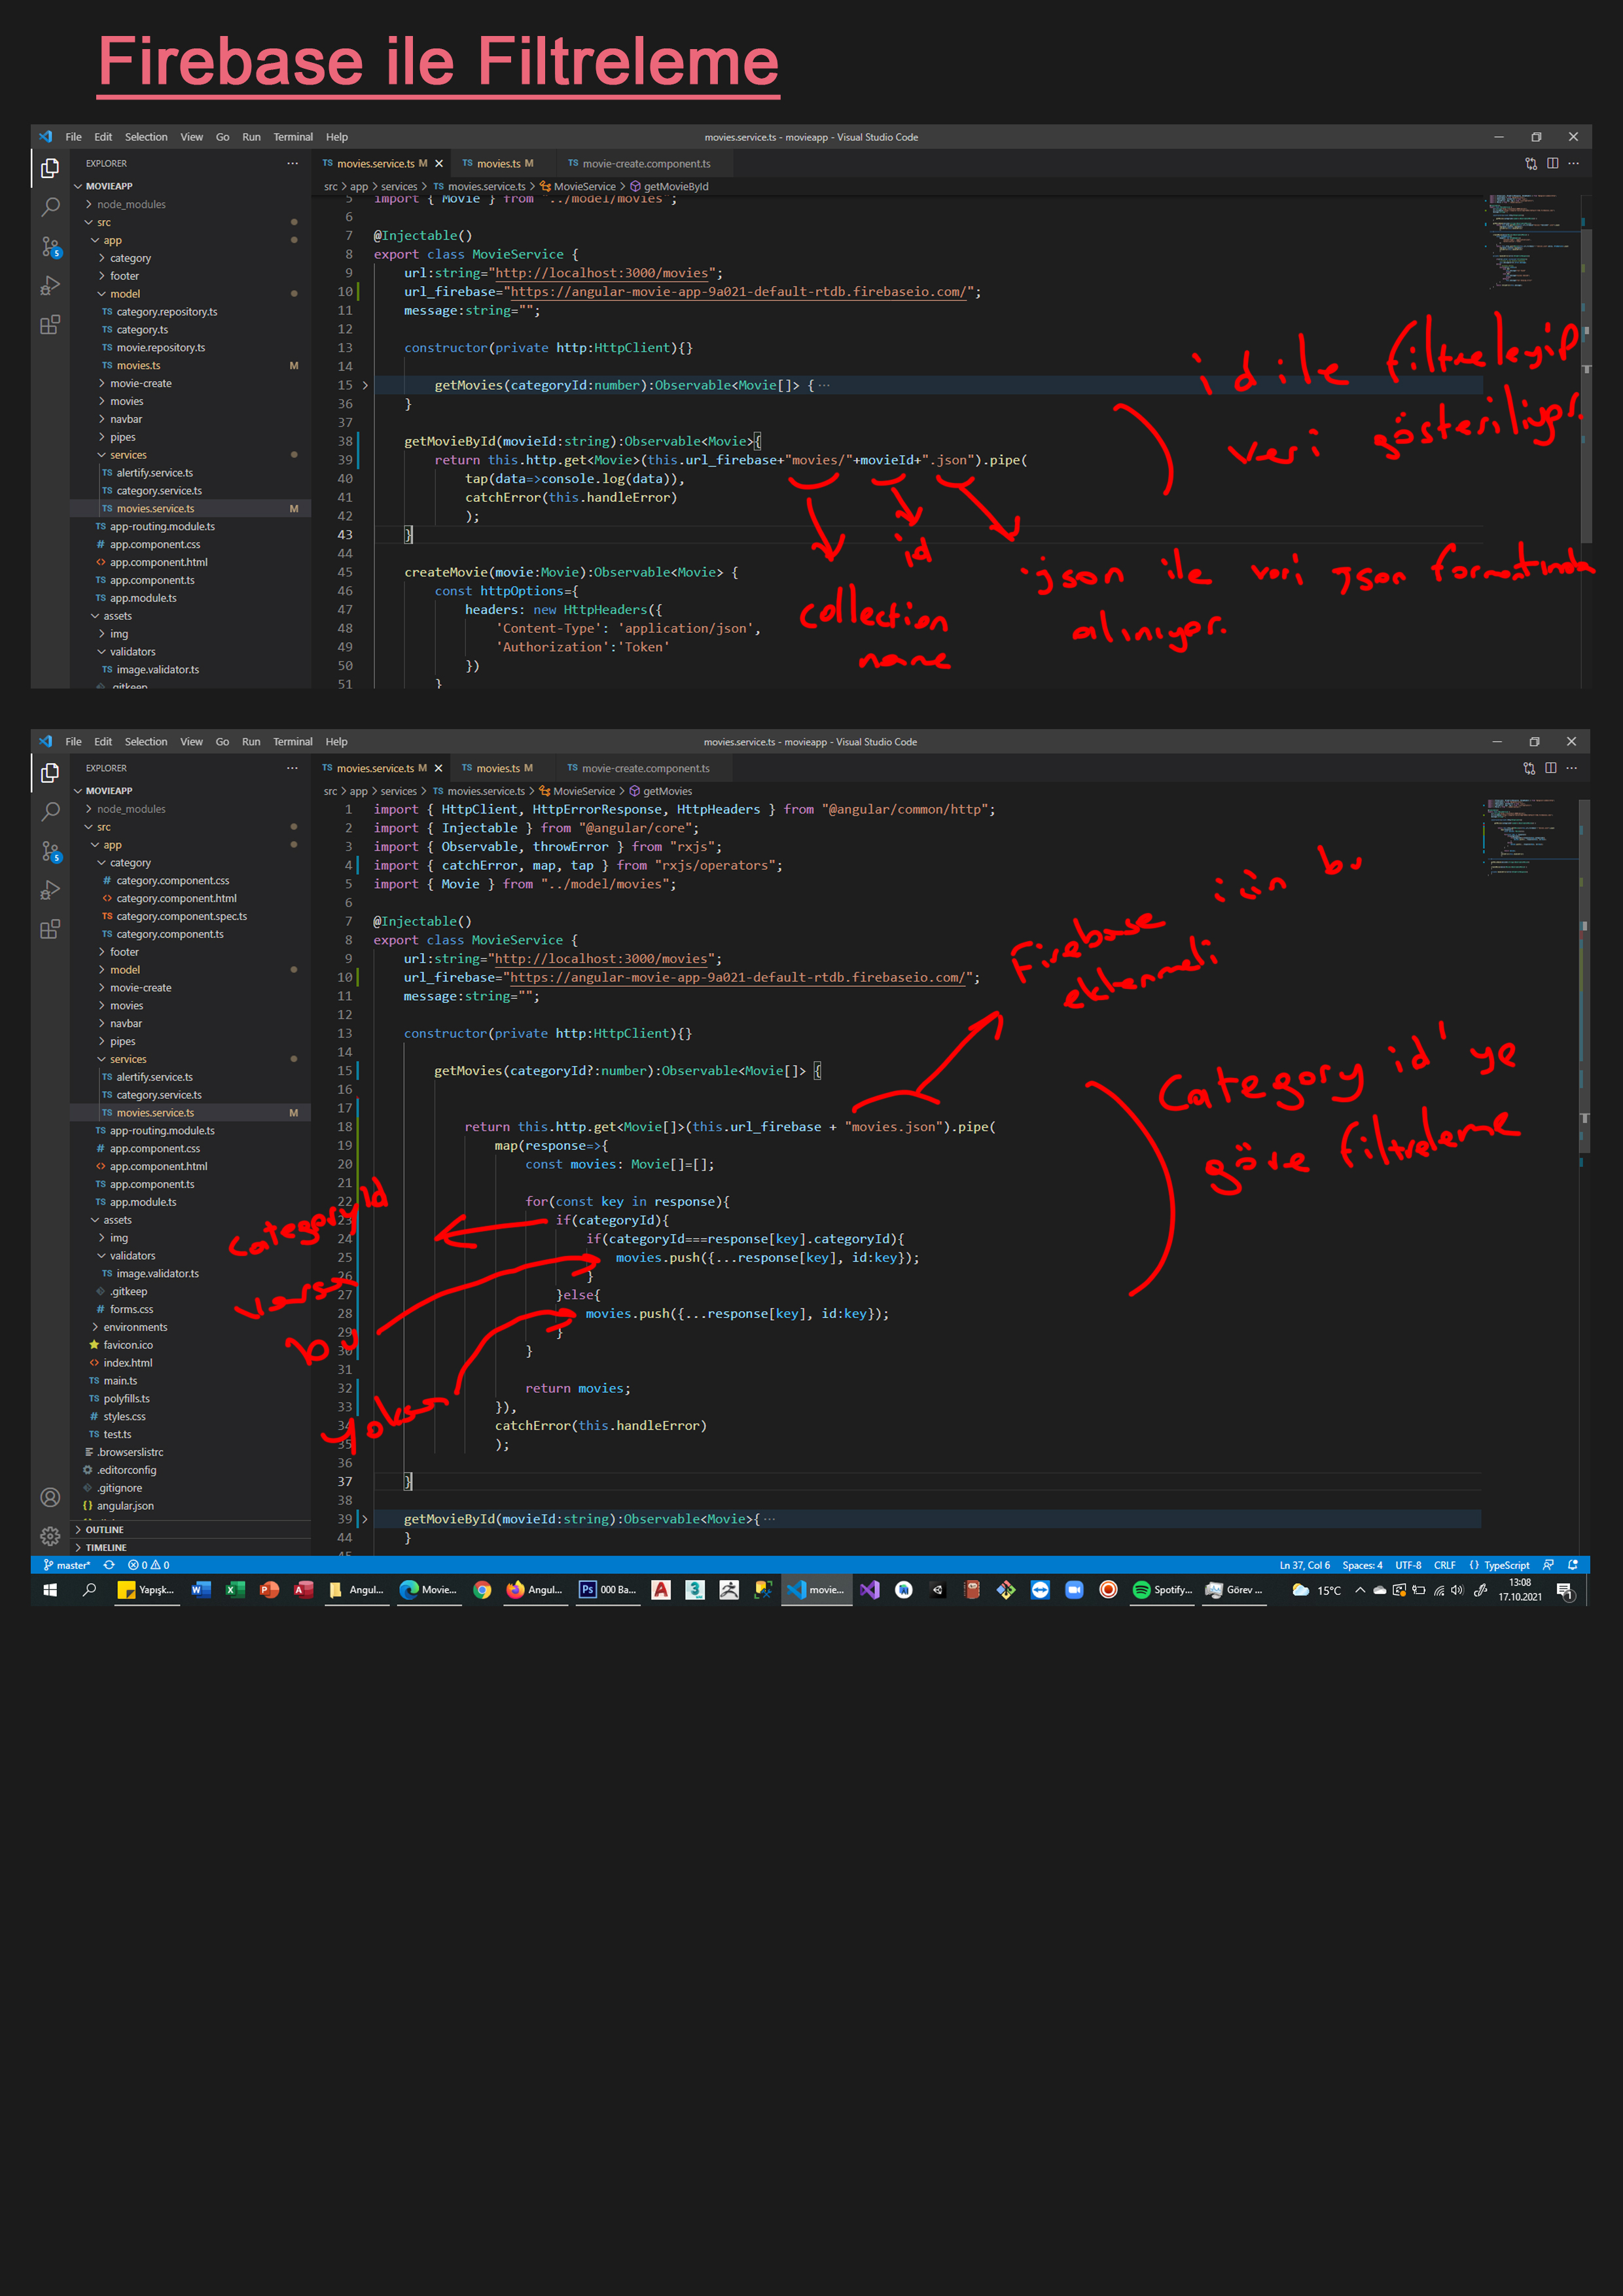 Firebase ile Filtreleme
File Edit Selection View Go Run Terminal Help
movies.service.ts - movieapp - Visual Studio Code
EXPLORER
MOVIEAPP
node_modules
src
app
category
footer
model
category.repository.ts
category.ts
movie.repository.ts
movies.ts M
movie-create
movies
navbar
pipes
services
alertify.service.ts
category.service.ts
movies.service.ts M
app-routing.module.ts
app.component.css
app.component.html
app.component.ts
app.module.ts
assets
img
validators
image.validator.ts
.gitkeep
TS movies.service.ts M TS movies.ts M TS movie-create.component.ts
src > app > services > TS movies.service.ts > MovieService > getMovieById
5 import { Movie } from "../model/movies";
6
7 @Injectable()
8 export class MovieService {
9 url:string="http://localhost:3000/movies";
10 url_firebase="https://angular-movie-app-9a021-default-rtdb.firebaseio.com/";
11 message:string="";
12
13 constructor(private http:HttpClient){}
14
15 getMovies(categoryId:number):Observable<Movie[]> { ...
36 }
37
38 getMovieById(movieId:string):Observable<Movie>{
39 return this.http.get<Movie>(this.url_firebase+"movies/"+movieId+".json").pipe(
40 tap(data=>console.log(data)),
41 catchError(this.handleError)
42 );
43 }
44
45 createMovie(movie:Movie):Observable<Movie> {
46 const httpOptions={
47 headers: new HttpHeaders({
48 'Content-Type': 'application/json',
49 'Authorization':'Token'
50 })
51 }
id ile filtreleyip
veri gösteriliyor.
collection
name
id
.json ile veri json formatında
alınıyor.
File Edit Selection View Go Run Terminal Help
movies.service.ts - movieapp - Visual Studio Code
EXPLORER
MOVIEAPP
node_modules
src
app
category
category.component.css
category.component.html
category.component.spec.ts
category.component.ts
footer
model
movie-create
movies
navbar
pipes
services
alertify.service.ts
category.service.ts
movies.service.ts M
app-routing.module.ts
app.component.css
app.component.html
app.component.ts
app.module.ts
assets
img
validators
image.validator.ts
.gitkeep
forms.css
environments
favicon.ico
index.html
main.ts
polyfills.ts
styles.css
test.ts
.browserslistrc
.editorconfig
.gitignore
angular.json
OUTLINE
TIMELINE
TS movies.service.ts M TS movies.ts M TS movie-create.component.ts
src > app > services > TS movies.service.ts > MovieService > getMovies
1 import { HttpClient, HttpErrorResponse, HttpHeaders } from "@angular/common/http";
2 import { Injectable } from "@angular/core";
3 import { Observable, throwError } from "rxjs";
4 import { catchError, map, tap } from "rxjs/operators";
5 import { Movie } from "../model/movies";
6
7 @Injectable()
8 export class MovieService {
9 url:string="http://localhost:3000/movies";
10 url_firebase="https://angular-movie-app-9a021-default-rtdb.firebaseio.com/";
11 message:string="";
12
13 constructor(private http:HttpClient){}
14
15 getMovies(categoryId?:number):Observable<Movie[]> {
16
17
18 return this.http.get<Movie[]>(this.url_firebase + "movies.json").pipe(
19 map(response=>{
20 const movies: Movie[]=[];
21
22 for(const key in response){
23 if(categoryId){
24 if(categoryId===response[key].categoryId){
25 movies.push({...response[key], id:key});
26 }
27 }else{
28 movies.push({...response[key], id:key});
29 }
30 }
31
32 return movies;
33 }),
34 catchError(this.handleError)
35 );
36
37 }
38
39 getMovieById(movieId:string):Observable<Movie>{ ...
44 }
45
Firebase için bu
eklenmeli
Category id'ye
göre filtreleme
categoryId
varsa
bu
yoksa
master* 0 0 Ln 37, Col 6 Spaces: 4 UTF-8 CRLF {} TypeScript
Yapışk... Angul... Movie... Angul... 000 Ba... movie... Spotify... Görev ... 15°C 13:08
17.10.2021